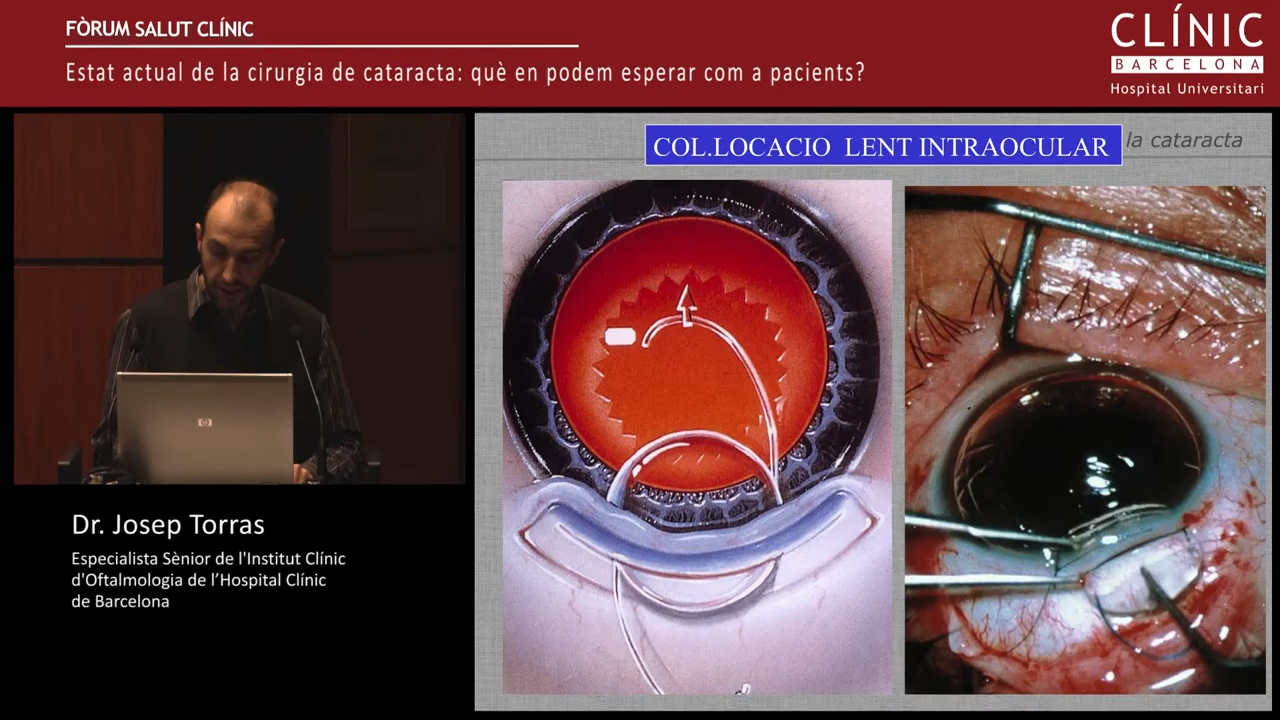 FÒRUM SALUT CLÍNIC
Estat actual de la cirurgia de cataracta: què en podem esperar com a pacients?
CLÍNIC
BARCELONA
Hospital Universitari
COL.LOCACIO LENT INTRAOCULAR
la cataracta
hp
Dr. Josep Torras
Especialista Sènior de l'Institut Clínic
d'Oftalmologia de l’Hospital Clínic
de Barcelona